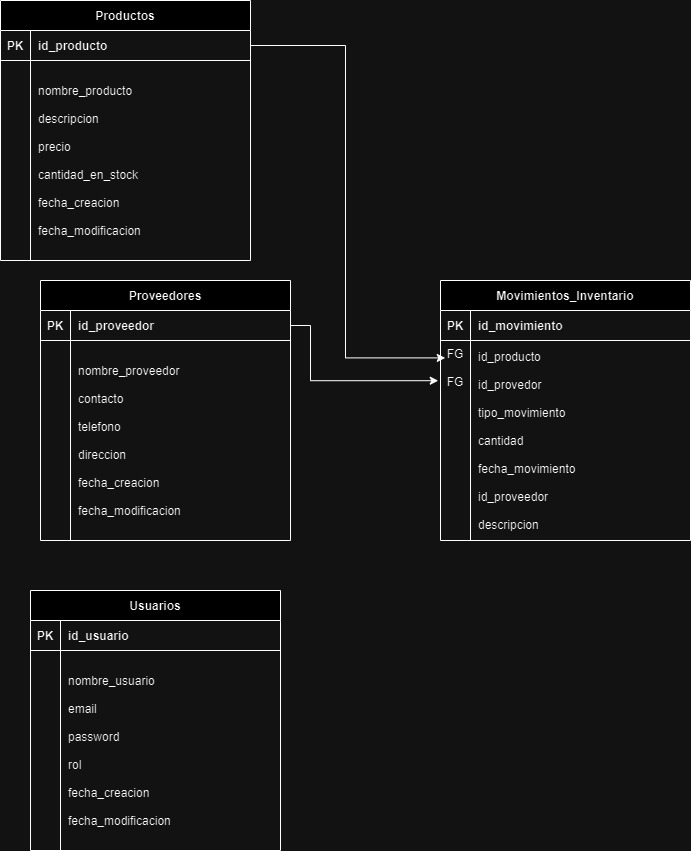 Productos
PK id_producto
nombre_producto
descripcion
precio
cantidad_en_stock
fecha_creacion
fecha_modificacion
Proveedores
PK id_proveedor
nombre_proveedor
contacto
telefono
direccion
fecha_creacion
fecha_modificacion
Movimientos_Inventario
PK id_movimiento
FG id_producto
FG id_provedor
tipo_movimiento
cantidad
fecha_movimiento
id_proveedor
descripcion
Usuarios
PK id_usuario
nombre_usuario
email
password
rol
fecha_creacion
fecha_modificacion